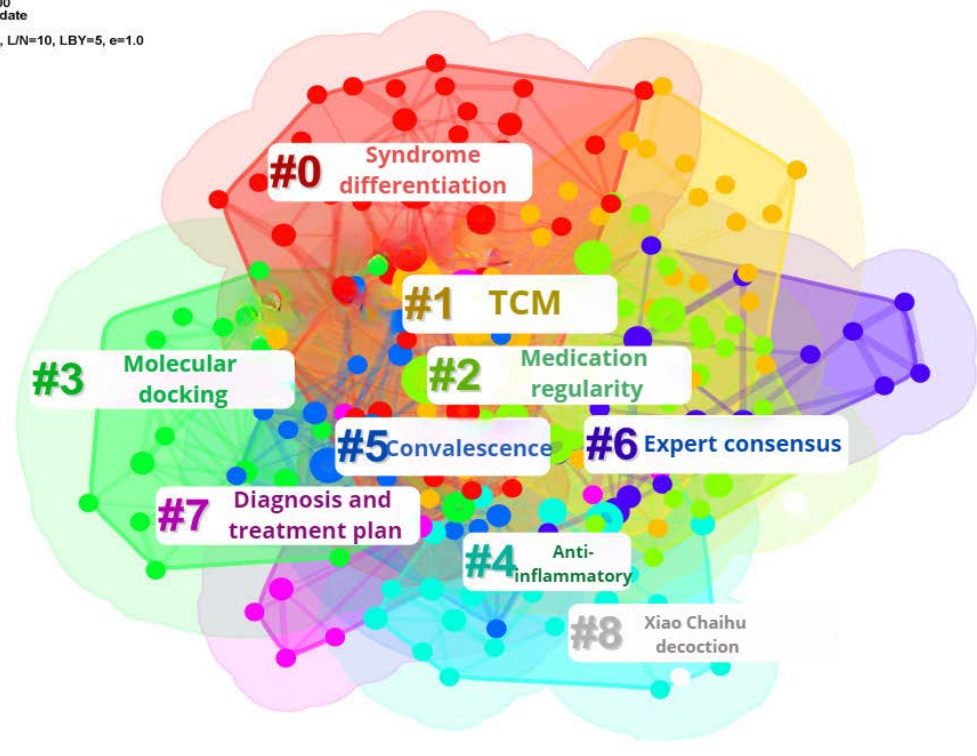 00
date
, L/N=10, LBY=5, e=1.0
#0 Syndrome
differentiation
#1 TCM
#2 Medication
regularity
#3 Molecular
docking
#5 Convalescence
#6 Expert consensus
#7 Diagnosis and
treatment plan
#4 Anti-
inflammatory
#8 Xiao Chaihu
decoction